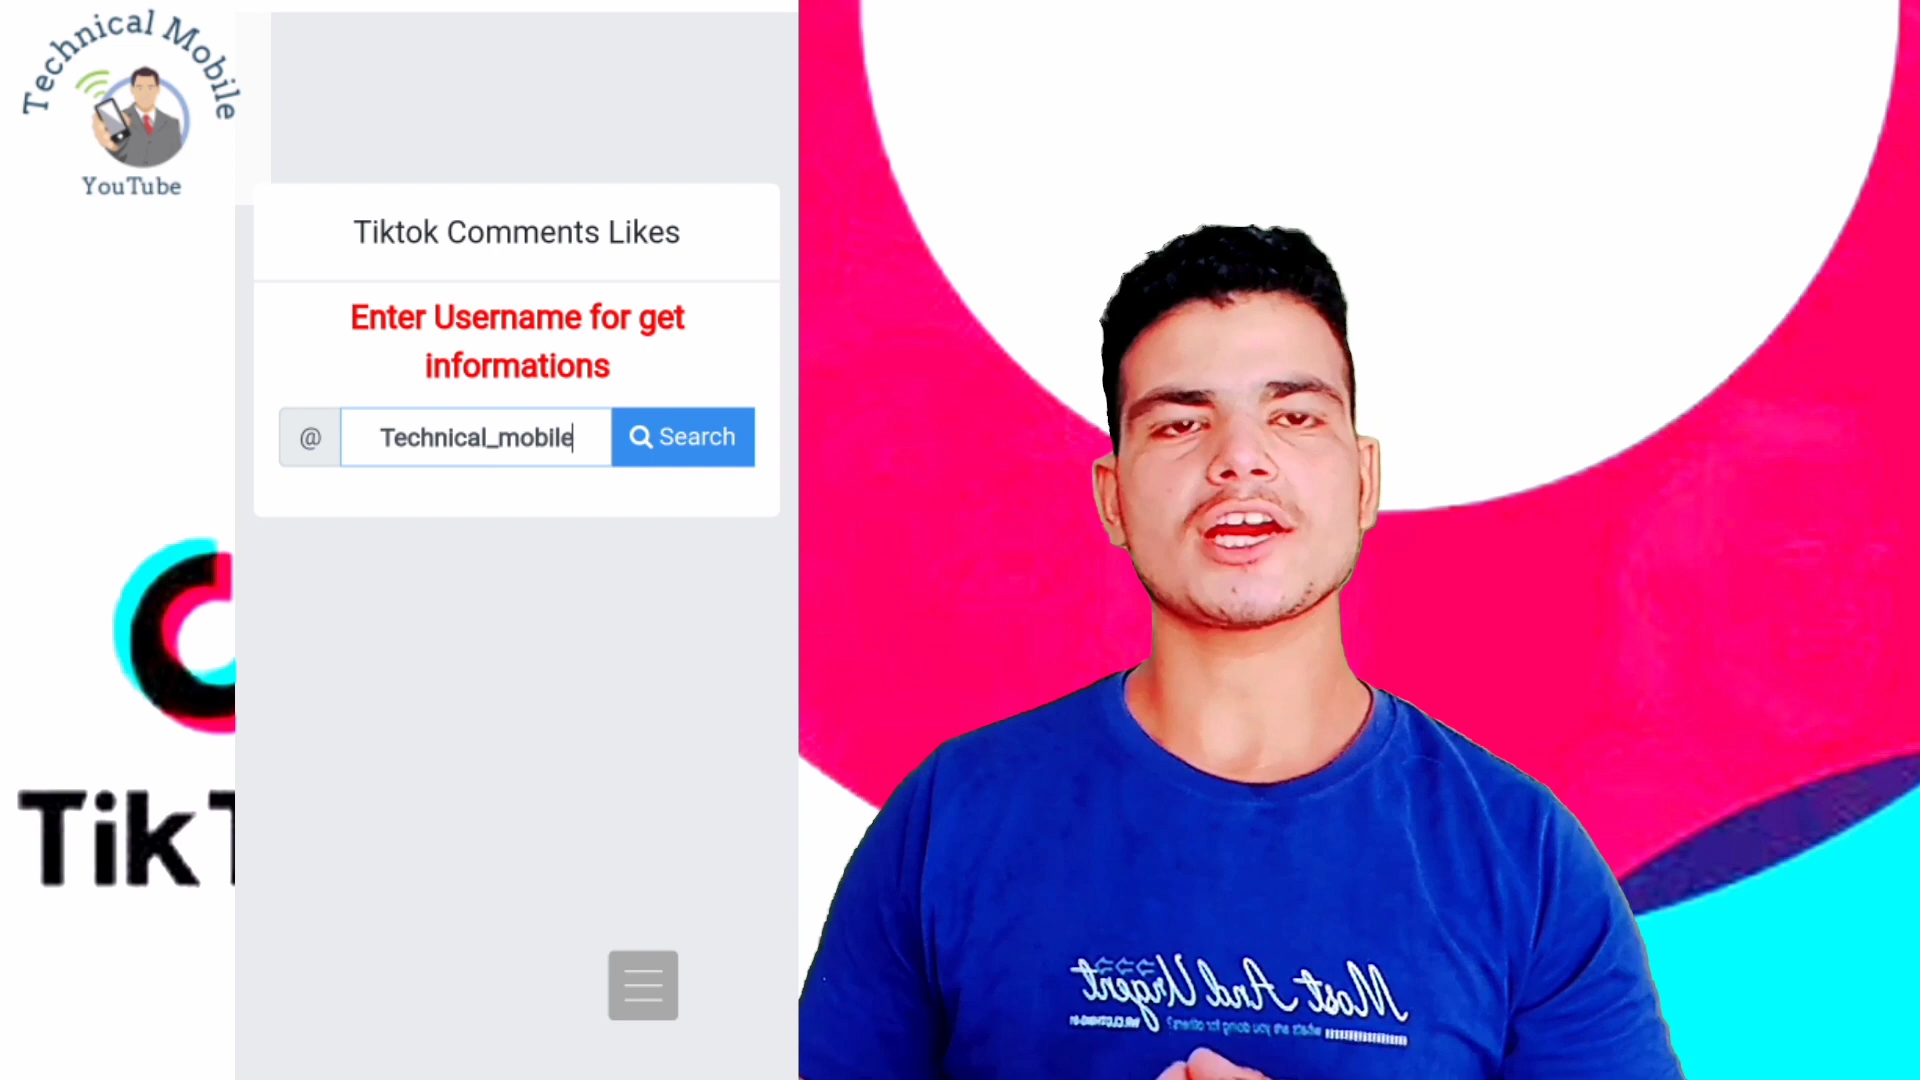 Technical Mobile
YouTube
Tiktok Comments Likes
Enter Username for get
informations
@ Technical_mobile Search
TikT
Most And Urgent